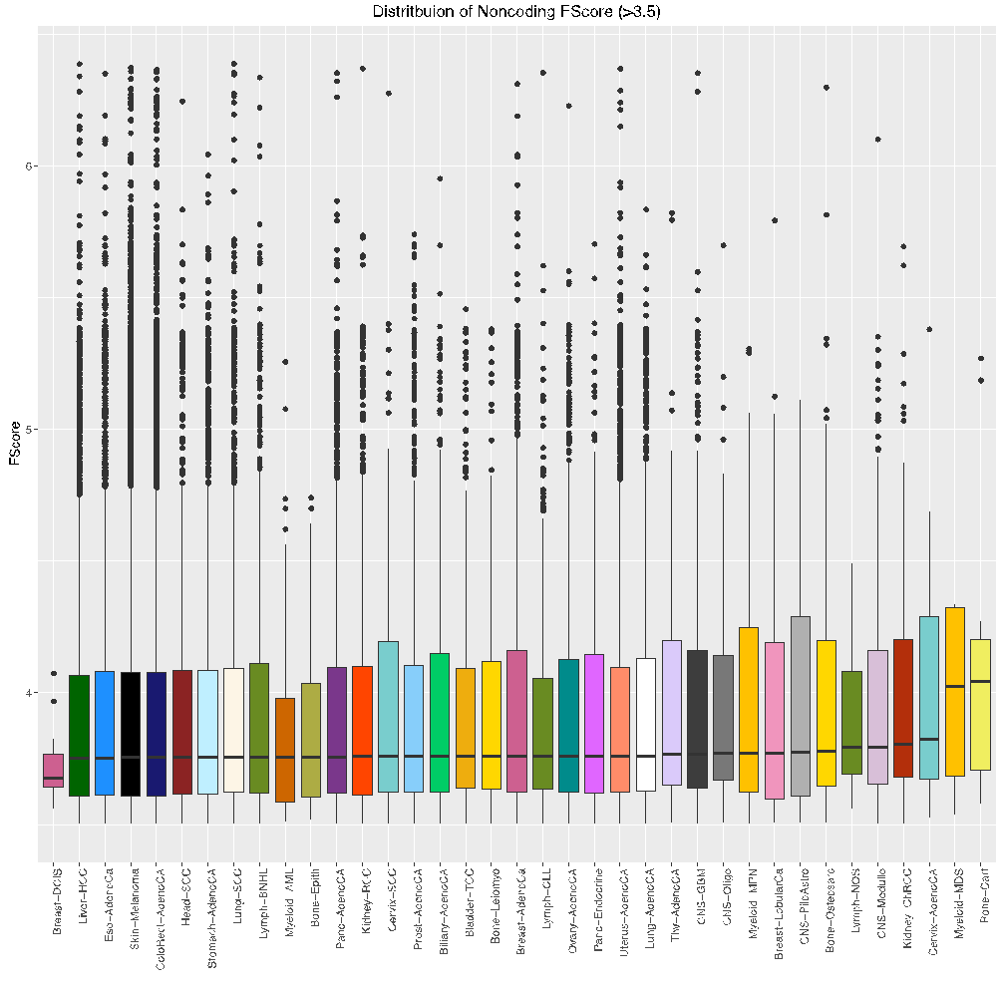 Distritbuion of Noncoding FScore (>3.5)
FScore
6
5
4
Breast-DCIS
Liver-HCC
Eso-AdenoCa
Skin-Melanoma
ColoRect-AdenoCA
Head-SCC
Stomach-AdenoCA
Lung-SCC
Lymph-BNHL
Myeloid-AML
Bone-Epith
Panc-AdenoCA
Kidney-RCC
Cervix-SCC
Prost-AdenoCA
Biliary-AdenoCA
Bladder-TCC
Bone-Leiomyo
Breast-AdenoCa
Lymph-CLL
Ovary-AdenoCA
Panc-Endocrine
Uterus-AdenoCA
Lung-AdenoCA
Thy-AdenoCA
CNS-GBM
CNS-Oligo
Myeloid-MPN
Breast-LobularCa
CNS-PiloAstro
Bone-Osteosarc
Lymph-NOS
CNS-Medullo
Kidney-ChRCC
Cervix-AdenoCA
Myeloid-MDS
Bone-Cart